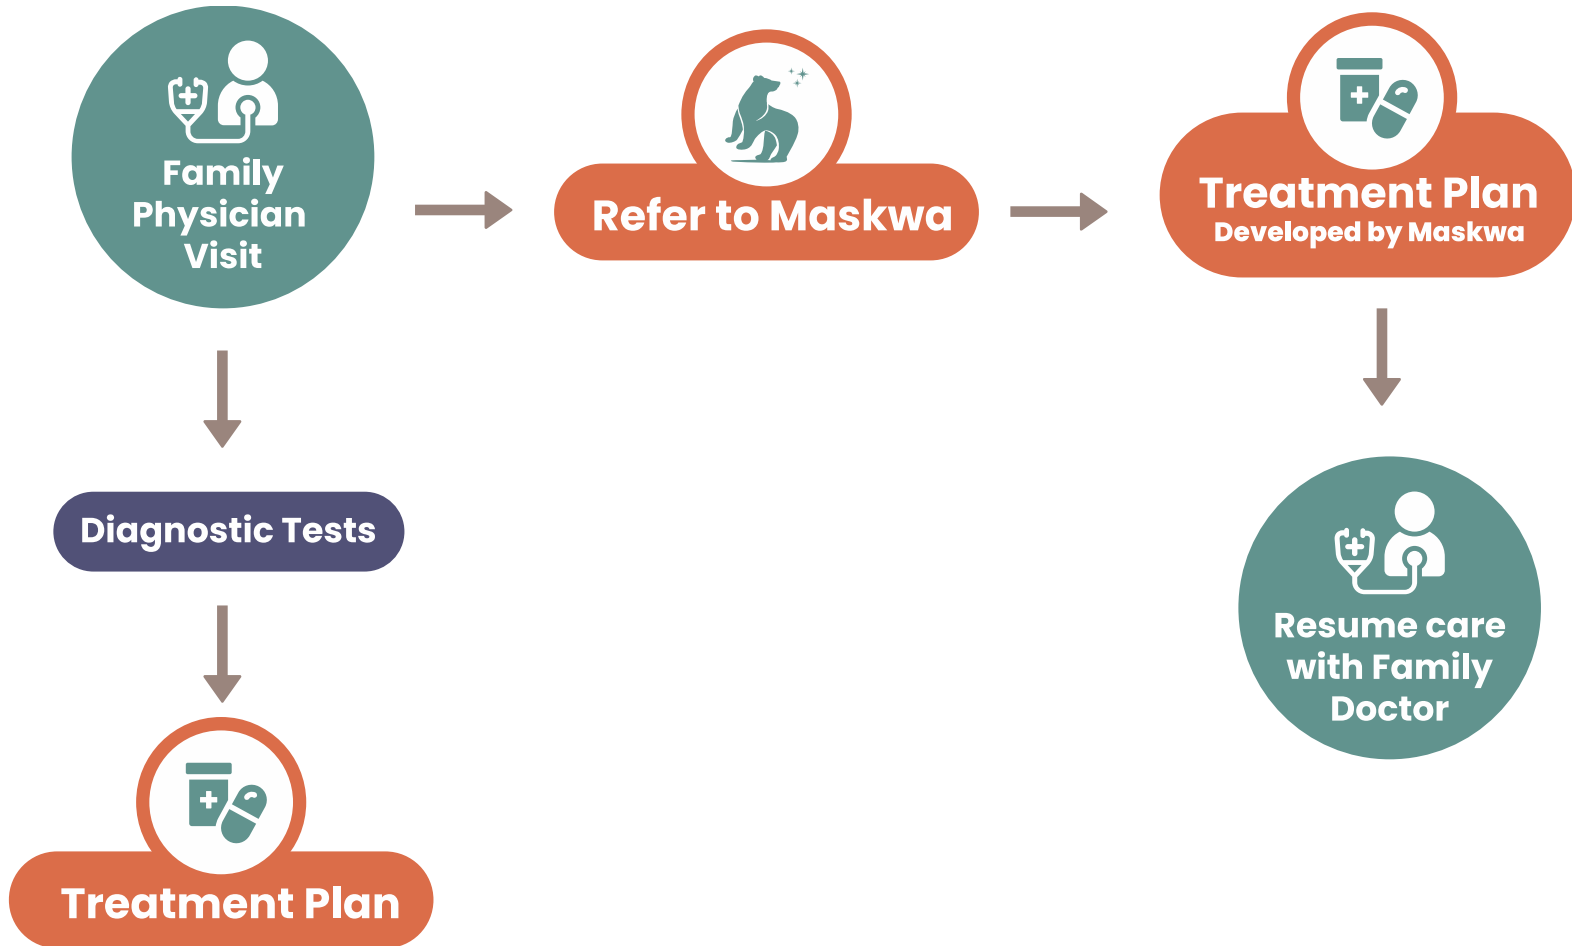 Family
Physician
Visit
Refer to Maskwa
Treatment Plan
Developed by Maskwa
Diagnostic Tests
Resume care
with Family
Doctor
Treatment Plan